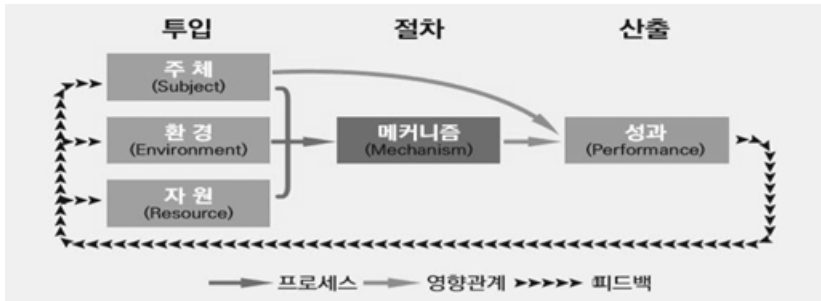 투입 절차 산출
주 체
(Subject)
환 경
(Environment)
자 원
(Resource)
메커니즘
(Mechanism)
성과
(Performance)
프로세스 영향관계 피드백